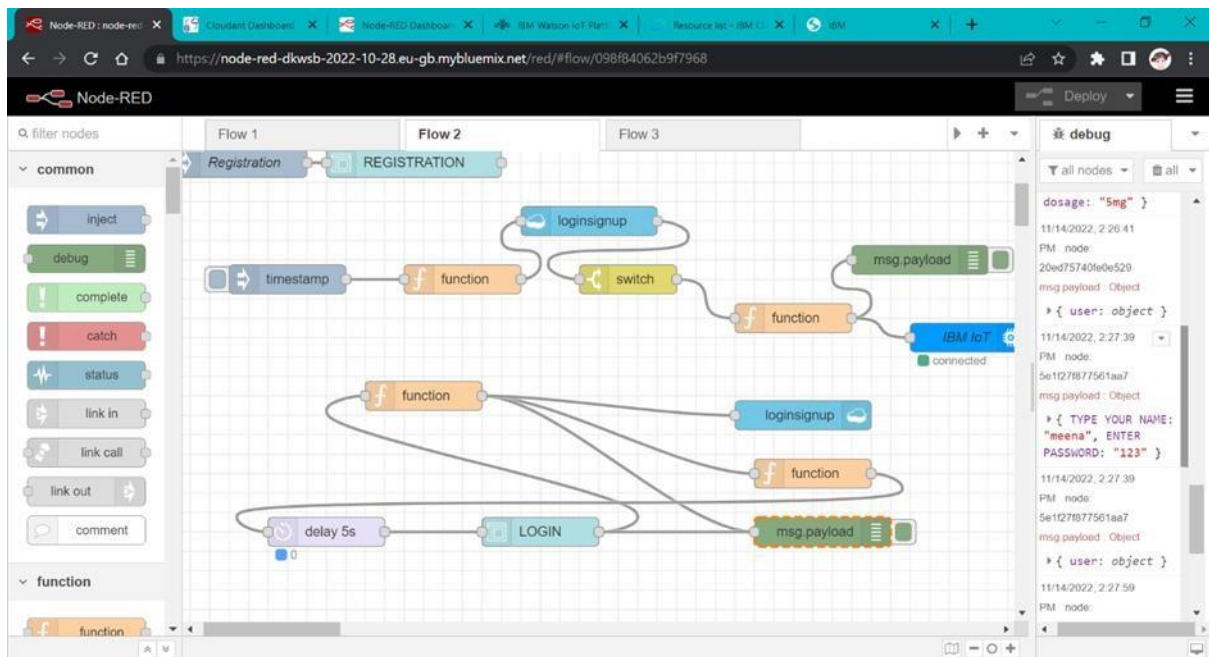 Node-RED : node-red
Cloudant Dashboard
Node-RED Dashboar
IBM Watson IoT Platf
Resource list - IBM Cl
IBM
https://node-red-dkwsb-2022-10-28.eu-gb.mybluemix.net/red/#flow/098f84062b9f7968
Node-RED
Deploy
filter nodes
Flow 1
Flow 2
Flow 3
debug
common
inject
debug
complete
catch
status
link in
link call
link out
comment
function
function
Registration
REGISTRATION
loginsignup
timestamp
function
switch
msg.payload
function
IBM IoT
connected
function
loginsignup
function
delay 5s
LOGIN
msg.payload
0
all nodes
all
dosage: "5mg" }
11/14/2022, 2:26:41
PM node:
20ed75740fe0e529
msg.payload : Object
{ user: object }
11/14/2022, 2:27:39
PM node:
5e1f27f877561aa7
msg.payload : Object
{ TYPE YOUR NAME:
"meena", ENTER
PASSWORD: "123" }
11/14/2022, 2:27:39
PM node:
5e1f27f877561aa7
msg.payload : Object
{ user: object }
11/14/2022, 2:27:59
PM node: